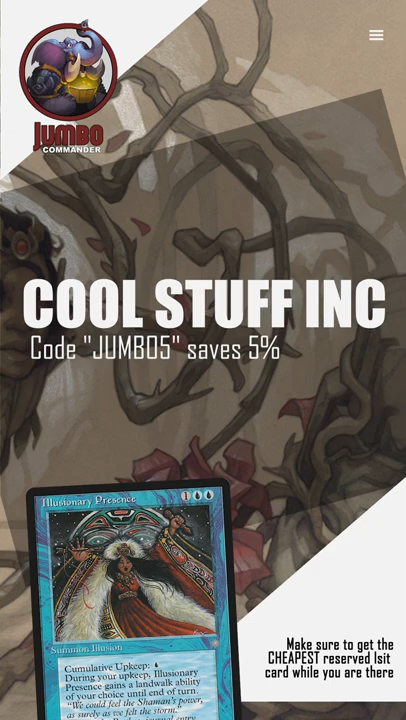 JUMBO
COMMANDER
COOL STUFF INC
Code "JUMBO5" saves 5%
Illusionary Presence 1
Summon Illusion
Cumulative Upkeep:
During your upkeep, Illusionary
Presence gains a landwalk ability
of your choice until end of turn.
"We could feel the Shaman's power,
as surely as we felt the storm."
Make sure to get the
CHEAPEST reserved lsit
card while you are there